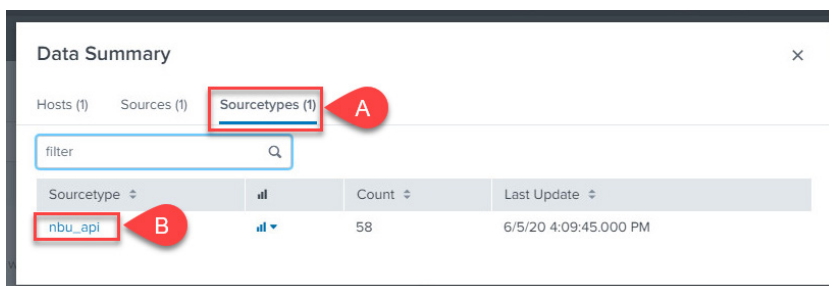 Data Summary
×
Hosts (1) Sources (1) Sourcetypes (1) A
filter
Sourcetype Count Last Update
nbu_api B 58 6/5/20 4:09:45.000 PM